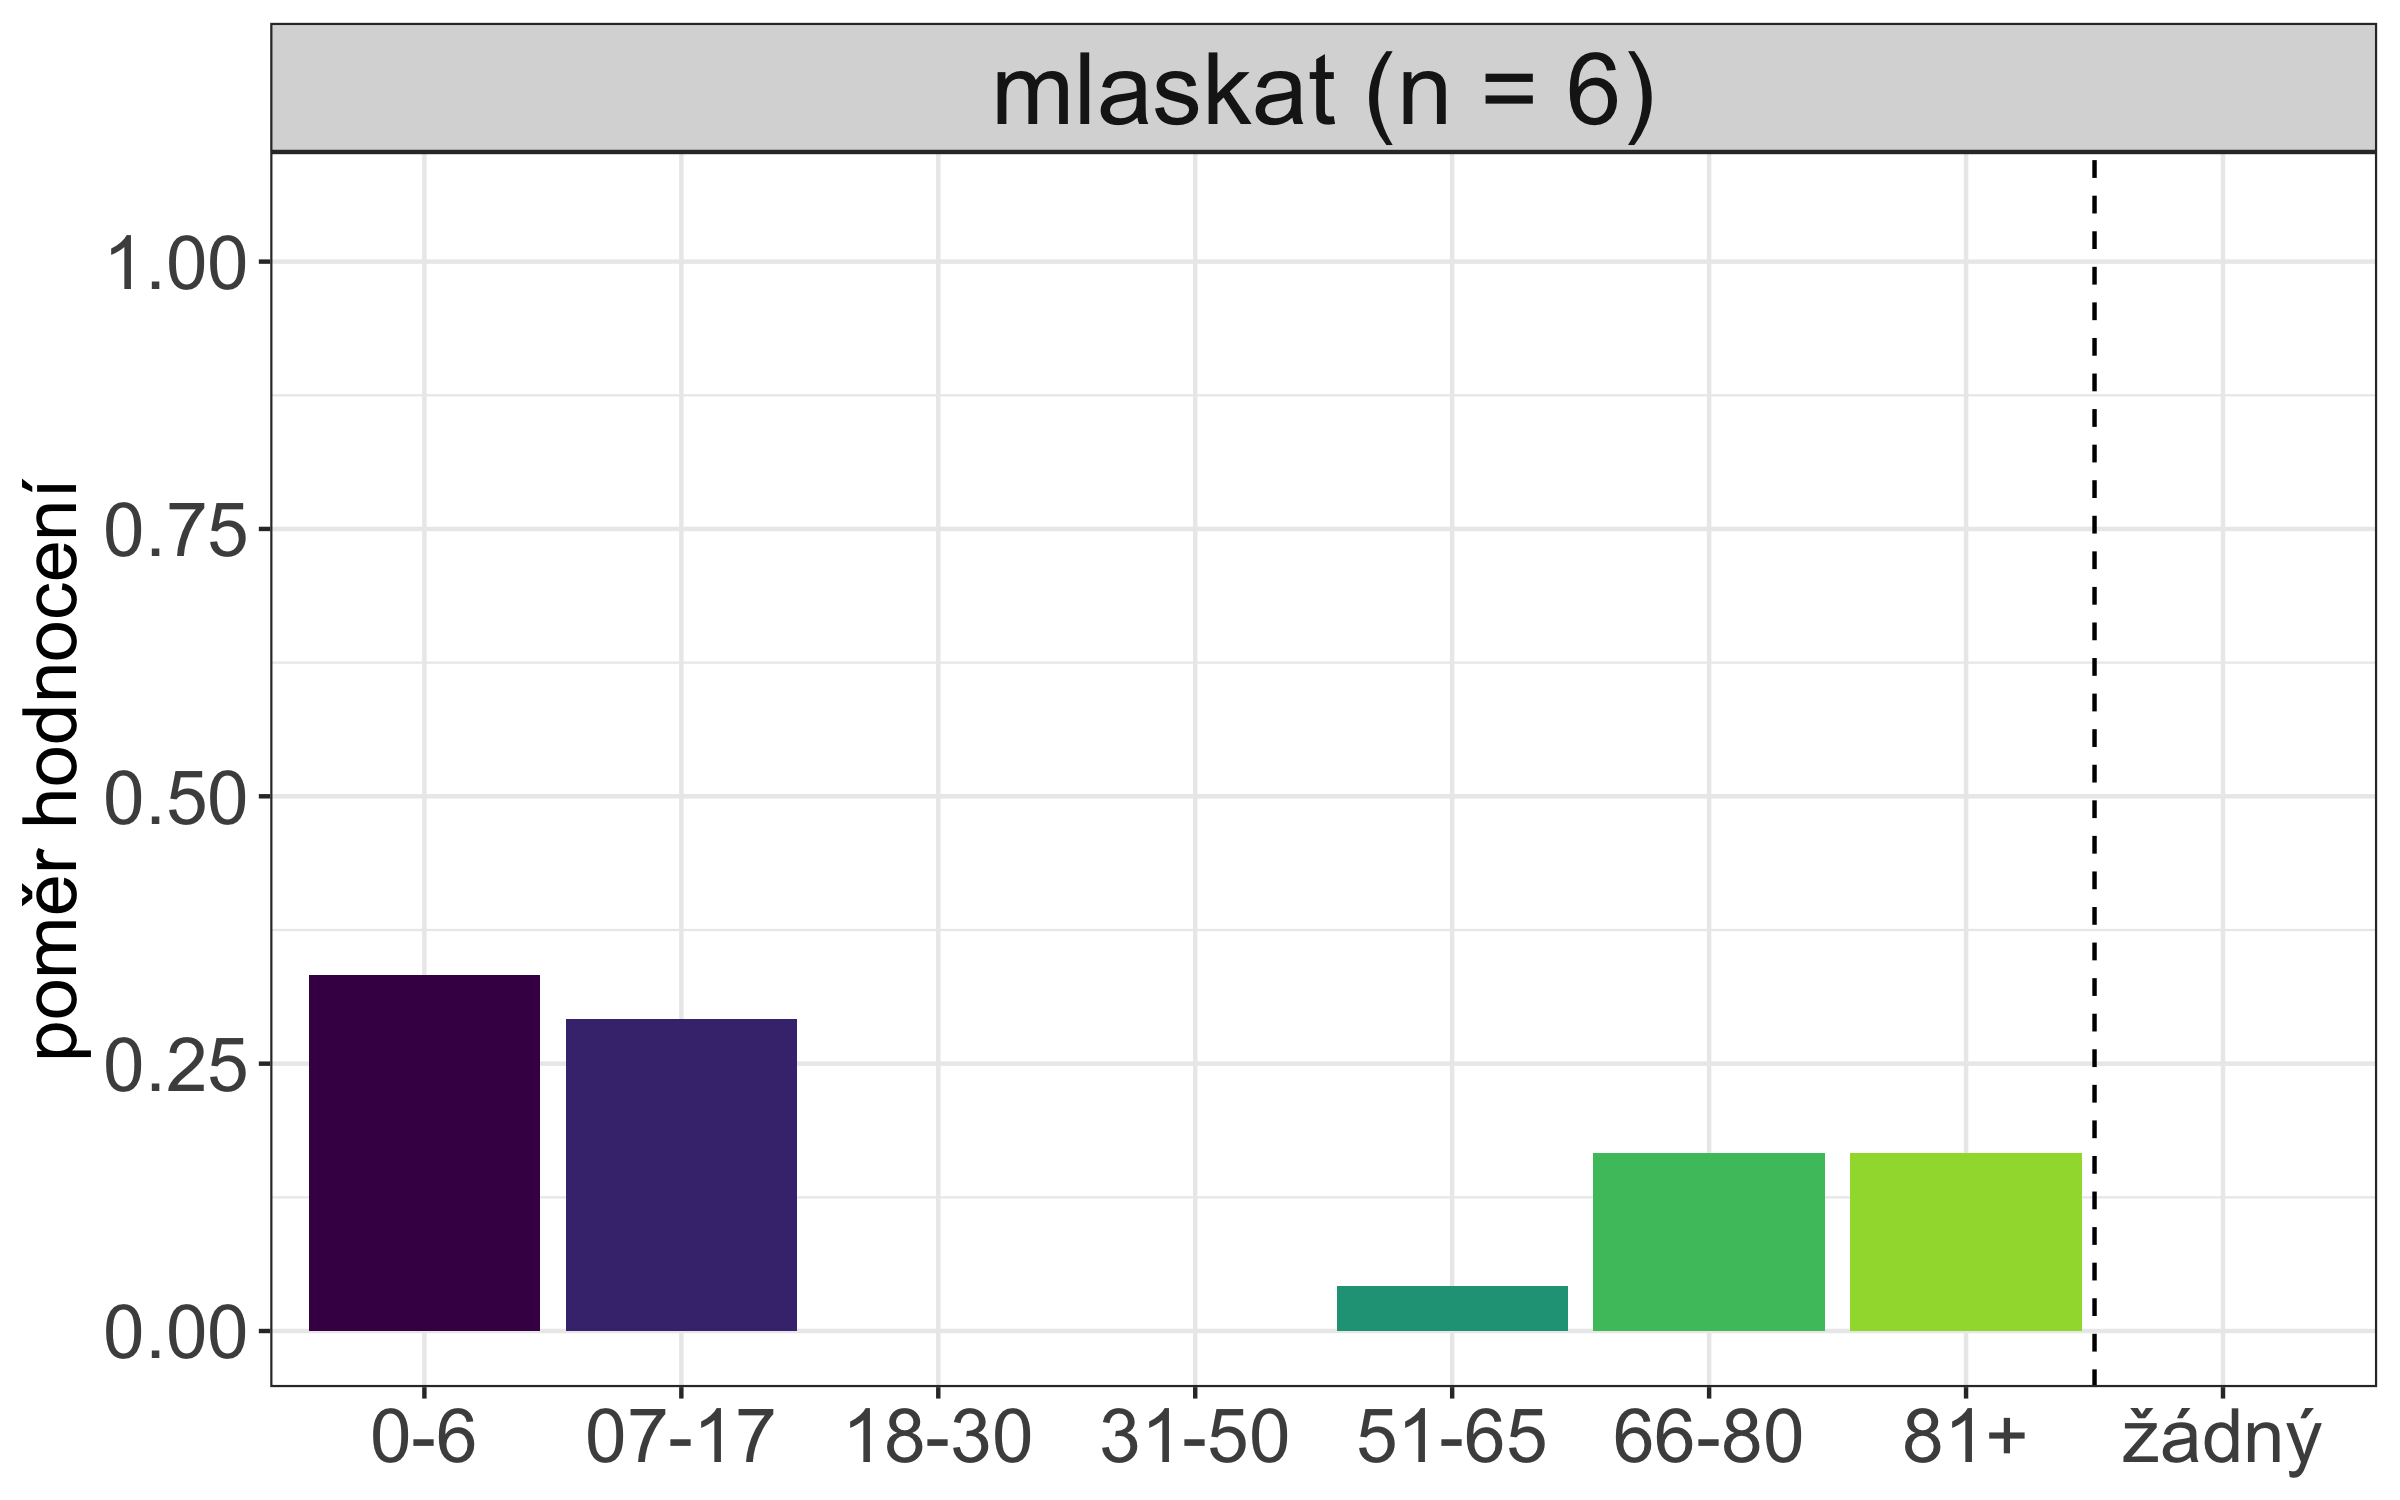 mlaskat (n = 6)
poměr hodnocení
1.00
0.75
0.50
0.25
0.00
0-6 07-17 18-30 31-50 51-65 66-80 81+ žádný